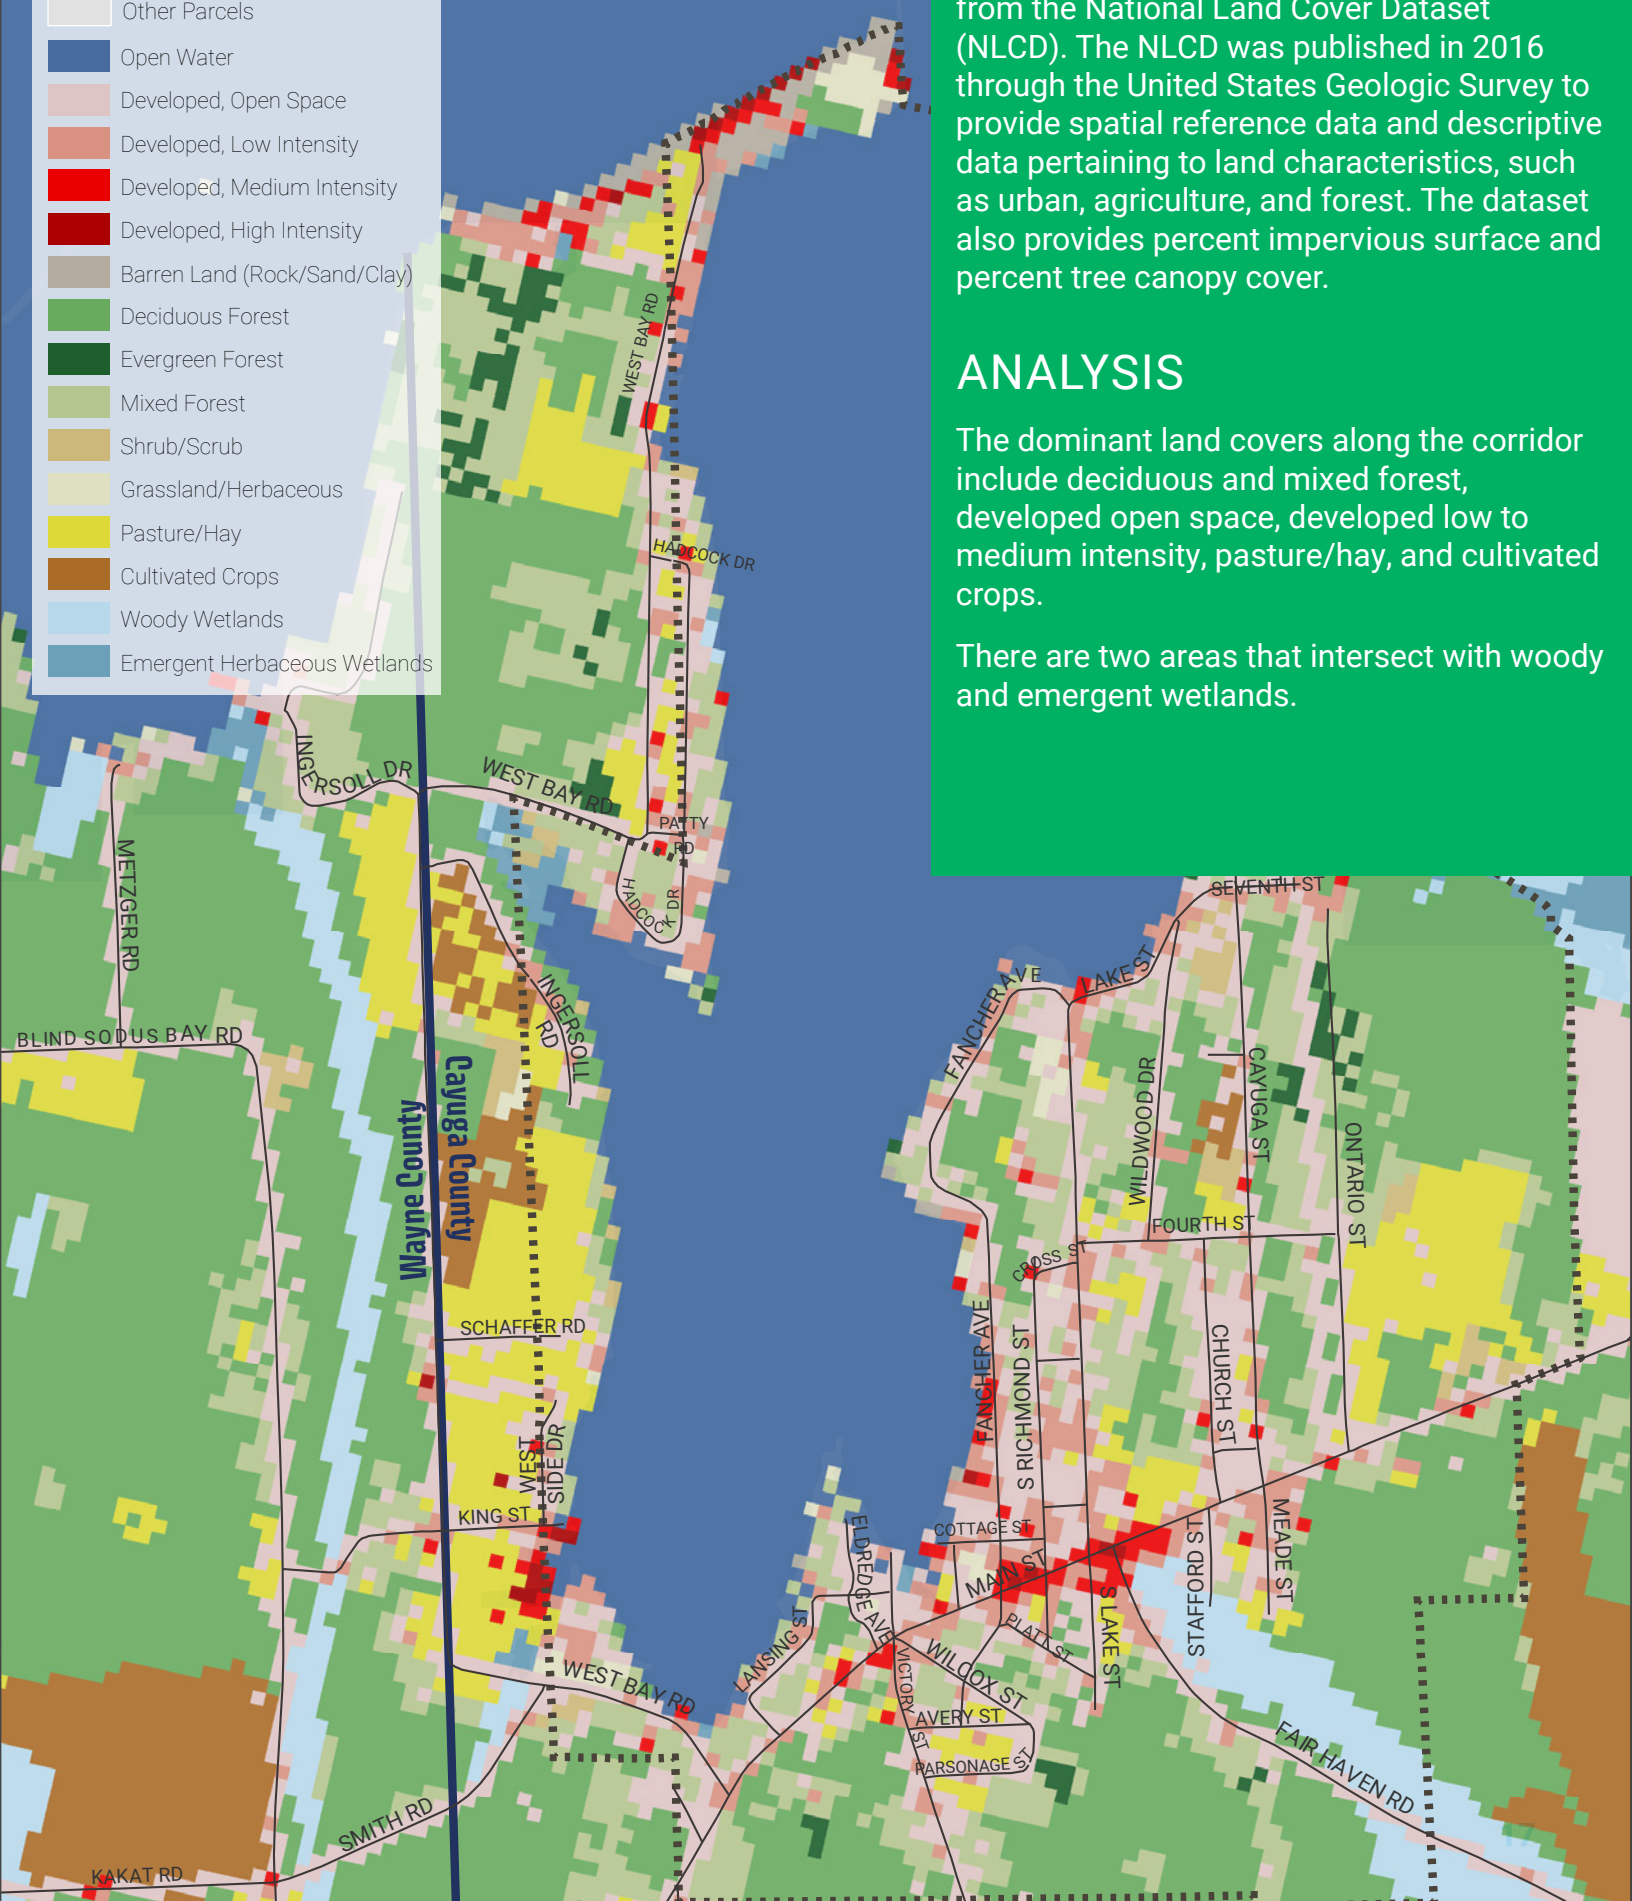 Other Parcels
Open Water
Developed, Open Space
Developed, Low Intensity
Developed, Medium Intensity
Developed, High Intensity
Barren Land (Rock/Sand/Clay)
Deciduous Forest
Evergreen Forest
Mixed Forest
Shrub/Scrub
Grassland/Herbaceous
Pasture/Hay
Cultivated Crops
Woody Wetlands
Emergent Herbaceous Wetlands
from the National Land Cover Dataset
(NLCD). The NLCD was published in 2016
through the United States Geologic Survey to
provide spatial reference data and descriptive
data pertaining to land characteristics, such
as urban, agriculture, and forest. The dataset
also provides percent impervious surface and
percent tree canopy cover.
ANALYSIS
The dominant land covers along the corridor
include deciduous and mixed forest,
developed open space, developed low to
medium intensity, pasture/hay, and cultivated
crops.
There are two areas that intersect with woody
and emergent wetlands.
WEST BAY RD
HADCOCK DR
INGERSOLL DR
WEST BAY RD
PATTY
RD
HADCOCK DR
METZGER RD
BLIND SODUS BAY RD
INGERSOLL
RD
Wayne County
Cayuga County
SCHAFFER RD
WEST
SIDE DR
KING ST
WEST BAY RD
SMITH RD
KAKAT RD
SEVENTH ST
LAKE ST
FANCHER AVE
WILDWOOD DR
CAYUGA ST
ONTARIO ST
FOURTH ST
CROSS ST
FANCHER AVE
S RICHMOND ST
CHURCH ST
COTTAGE ST
MAIN ST
ELDREDGE AVE
LANSING ST
VICTORY ST
WILCOX ST
PLATT ST
S LAKE ST
STAFFORD ST
MEADE ST
AVERY ST
PARSONAGE ST
FAIR HAVEN RD